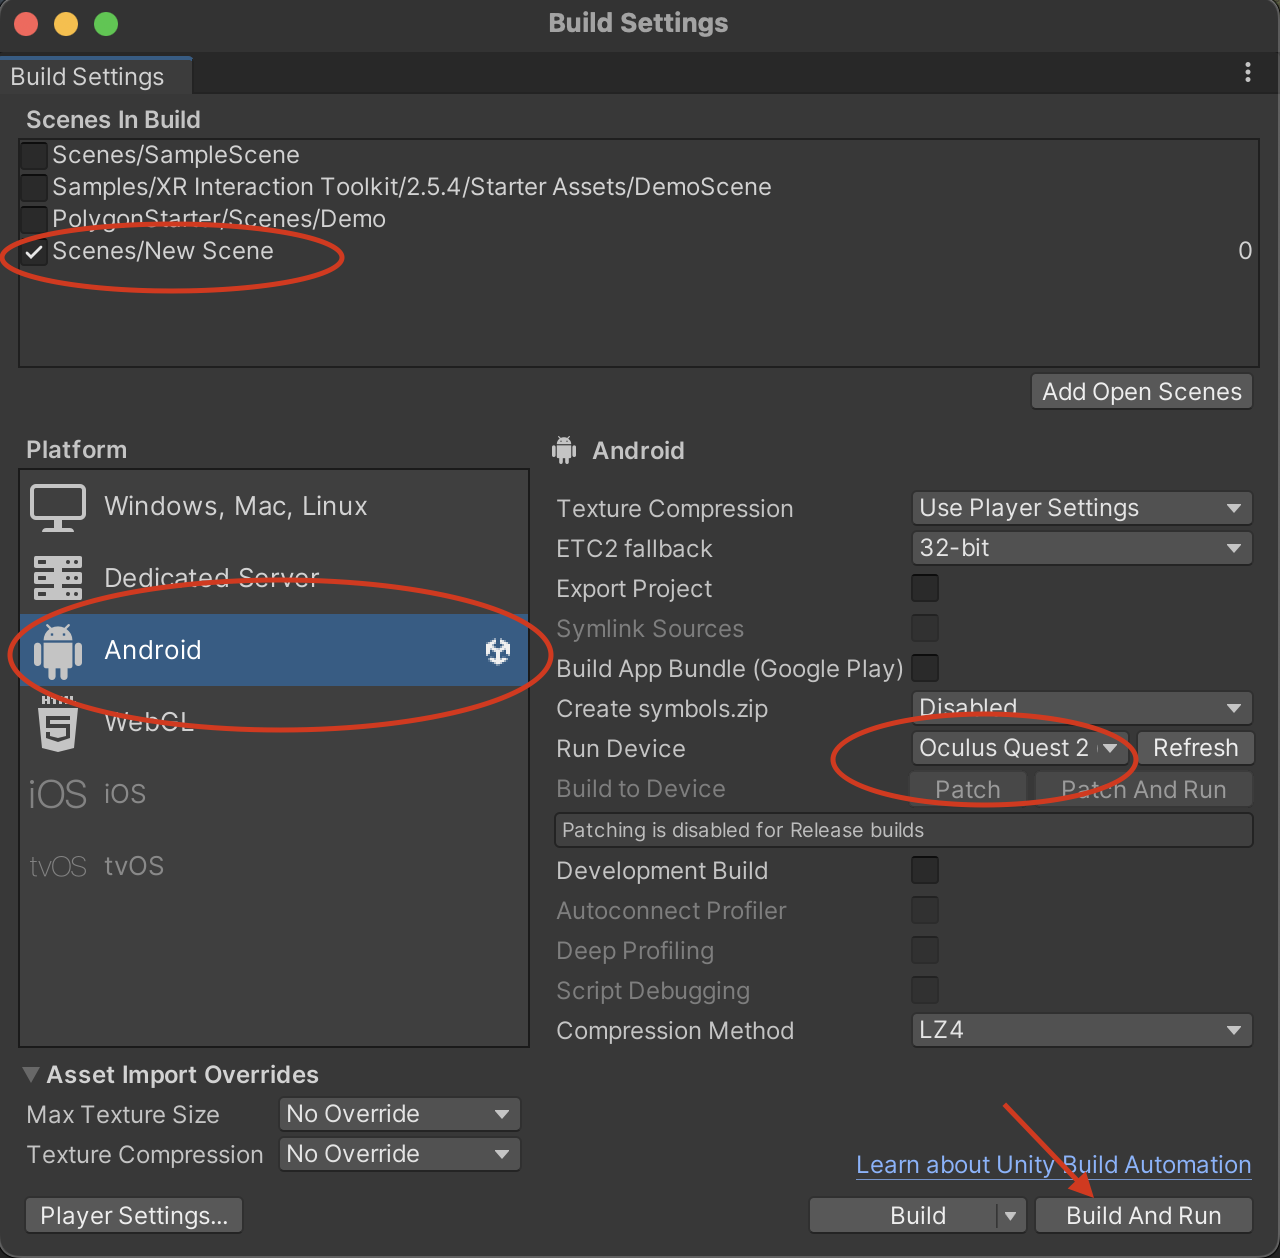 Build Settings
Build Settings
Scenes In Build
Scenes/SampleScene
Samples/XR Interaction Toolkit/2.5.4/Starter Assets/DemoScene
PolygonStarter/Scenes/Demo
Scenes/New Scene 0
Add Open Scenes
Platform
Windows, Mac, Linux
Dedicated Server
Android
HTML 5 WebGL
iOS iOS
tvOS tvOS
Android
Texture Compression Use Player Settings
ETC2 fallback 32-bit
Export Project
Symlink Sources
Build App Bundle (Google Play)
Create symbols.zip Disabled
Run Device Oculus Quest 2 Refresh
Build to Device Patch Patch And Run
Patching is disabled for Release builds
Development Build
Autoconnect Profiler
Deep Profiling
Script Debugging
Compression Method LZ4
Asset Import Overrides
Max Texture Size No Override
Texture Compression No Override
Learn about Unity Build Automation
Player Settings... Build Build And Run